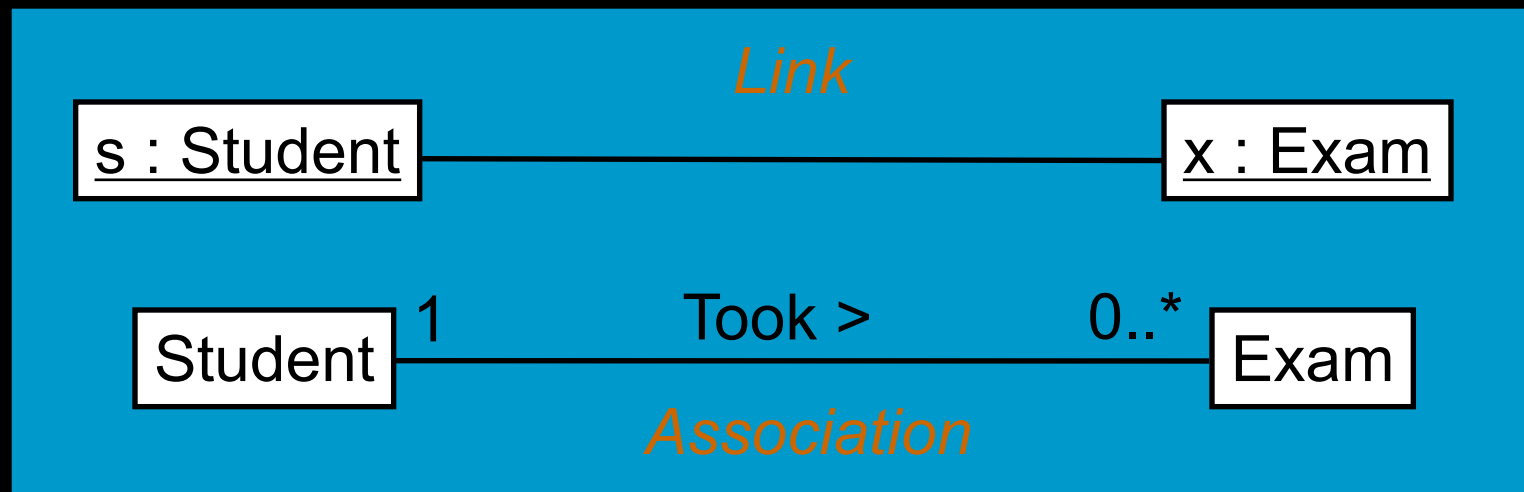 Link
s : Student
x : Exam
1 Took > 0..*
Student
Exam
Association